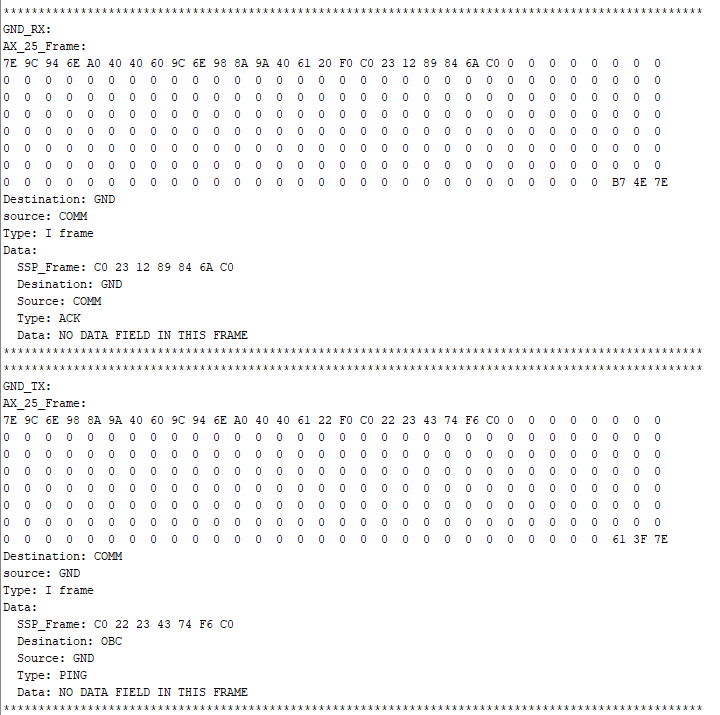 ****************************************************************************************************
GND_RX:
AX_25_Frame:
7E 9C 94 6E A0 40 40 60 9C 6E 98 8A 9A 40 61 20 F0 C0 23 12 89 84 6A C0 0 0 0 0 0 0 0 0
0 0 0 0 0 0 0 0 0 0 0 0 0 0 0 0 0 0 0 0 0 0 0 0 0 0 0 0 0 0 0 0
0 0 0 0 0 0 0 0 0 0 0 0 0 0 0 0 0 0 0 0 0 0 0 0 0 0 0 0 0 0 0 0
0 0 0 0 0 0 0 0 0 0 0 0 0 0 0 0 0 0 0 0 0 0 0 0 0 0 0 0 0 0 0 0
0 0 0 0 0 0 0 0 0 0 0 0 0 0 0 0 0 0 0 0 0 0 0 0 0 0 0 0 0 0 0 0
0 0 0 0 0 0 0 0 0 0 0 0 0 0 0 0 0 0 0 0 0 0 0 0 0 0 0 0 0 0 0 0
0 0 0 0 0 0 0 0 0 0 0 0 0 0 0 0 0 0 0 0 0 0 0 0 0 0 0 0 0 0 0 0
0 0 0 0 0 0 0 0 0 0 0 0 0 0 0 0 0 0 0 0 0 0 0 0 0 0 0 0 0 B7 4E 7E
Destination: GND
source: COMM
Type: I frame
Data:
SSP_Frame: C0 23 12 89 84 6A C0
Desination: GND
Source: COMM
Type: ACK
Data: NO DATA FIELD IN THIS FRAME
****************************************************************************************************
****************************************************************************************************
GND_TX:
AX_25_Frame:
7E 9C 6E 98 8A 9A 40 60 9C 94 6E A0 40 40 61 22 F0 C0 22 23 43 74 F6 C0 0 0 0 0 0 0 0 0
0 0 0 0 0 0 0 0 0 0 0 0 0 0 0 0 0 0 0 0 0 0 0 0 0 0 0 0 0 0 0 0
0 0 0 0 0 0 0 0 0 0 0 0 0 0 0 0 0 0 0 0 0 0 0 0 0 0 0 0 0 0 0 0
0 0 0 0 0 0 0 0 0 0 0 0 0 0 0 0 0 0 0 0 0 0 0 0 0 0 0 0 0 0 0 0
0 0 0 0 0 0 0 0 0 0 0 0 0 0 0 0 0 0 0 0 0 0 0 0 0 0 0 0 0 0 0 0
0 0 0 0 0 0 0 0 0 0 0 0 0 0 0 0 0 0 0 0 0 0 0 0 0 0 0 0 0 0 0 0
0 0 0 0 0 0 0 0 0 0 0 0 0 0 0 0 0 0 0 0 0 0 0 0 0 0 0 0 0 0 0 0
0 0 0 0 0 0 0 0 0 0 0 0 0 0 0 0 0 0 0 0 0 0 0 0 0 0 0 0 0 61 3F 7E
Destination: COMM
source: GND
Type: I frame
Data:
SSP_Frame: C0 22 23 43 74 F6 C0
Desination: OBC
Source: GND
Type: PING
Data: NO DATA FIELD IN THIS FRAME
****************************************************************************************************